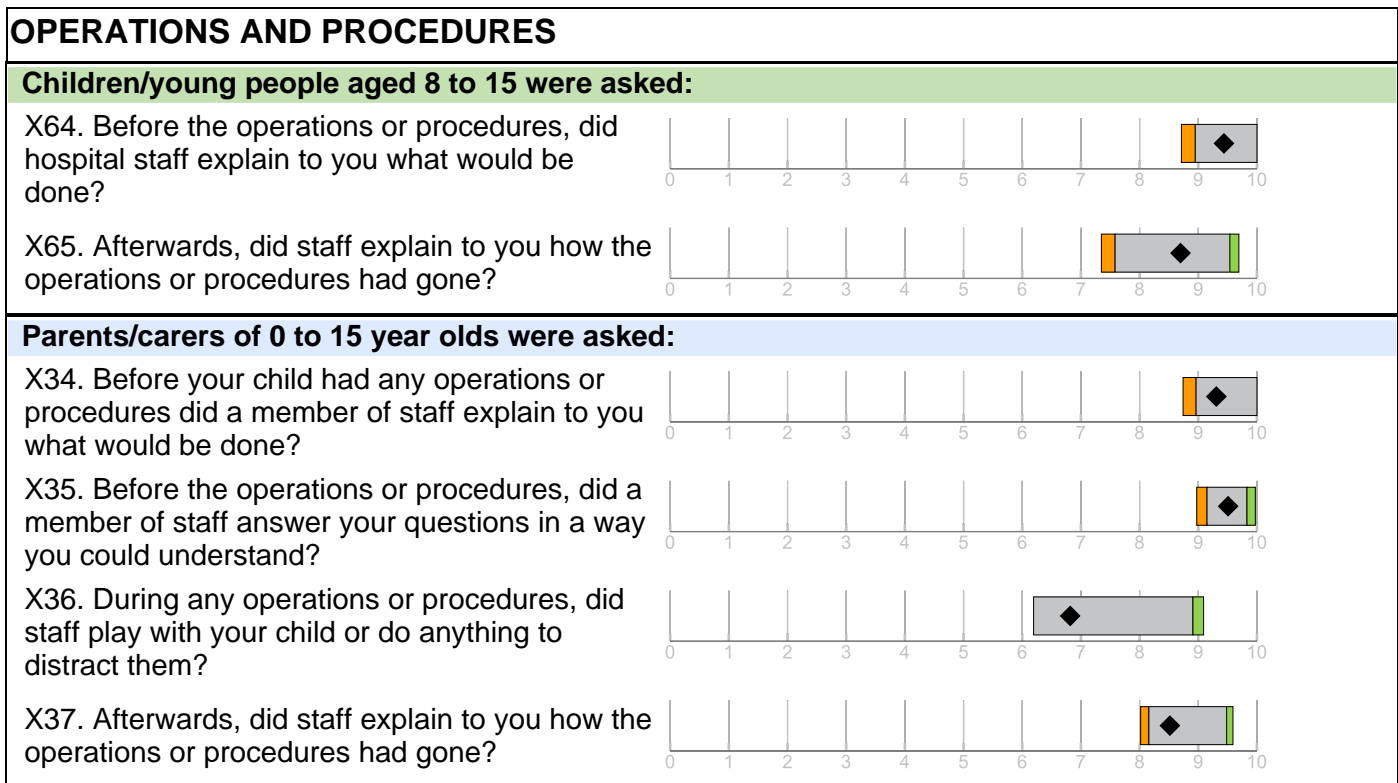 OPERATIONS AND PROCEDURES
Children/young people aged 8 to 15 were asked:
X64. Before the operations or procedures, did
hospital staff explain to you what would be
done?
0 1 2 3 4 5 6 7 8 9 10
X65. Afterwards, did staff explain to you how the
operations or procedures had gone?
0 1 2 3 4 5 6 7 8 9 10
Parents/carers of 0 to 15 year olds were asked:
X34. Before your child had any operations or
procedures did a member of staff explain to you
what would be done?
0 1 2 3 4 5 6 7 8 9 10
X35. Before the operations or procedures, did a
member of staff answer your questions in a way
you could understand?
0 1 2 3 4 5 6 7 8 9 10
X36. During any operations or procedures, did
staff play with your child or do anything to
distract them?
0 1 2 3 4 5 6 7 8 9 10
X37. Afterwards, did staff explain to you how the
operations or procedures had gone?
0 1 2 3 4 5 6 7 8 9 10